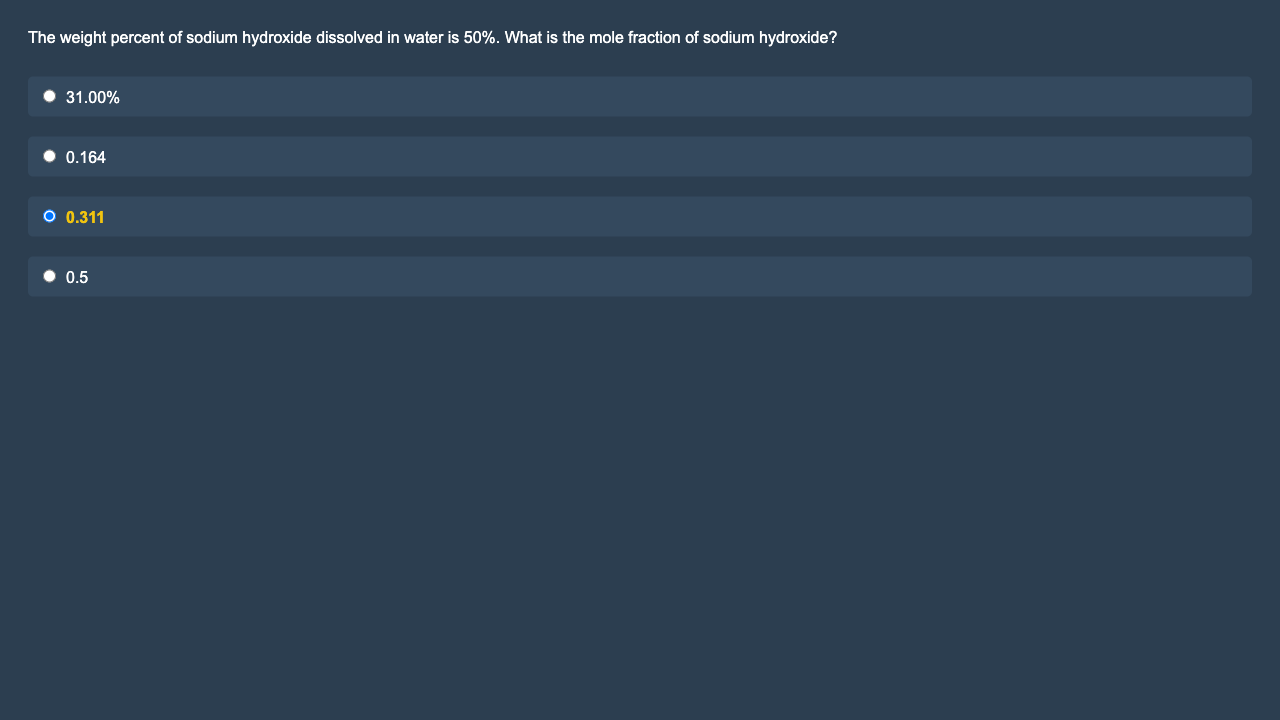 The weight percent of sodium hydroxide dissolved in water is 50%. What is the mole fraction of sodium hydroxide?
31.00%
0.164
0.311
0.5